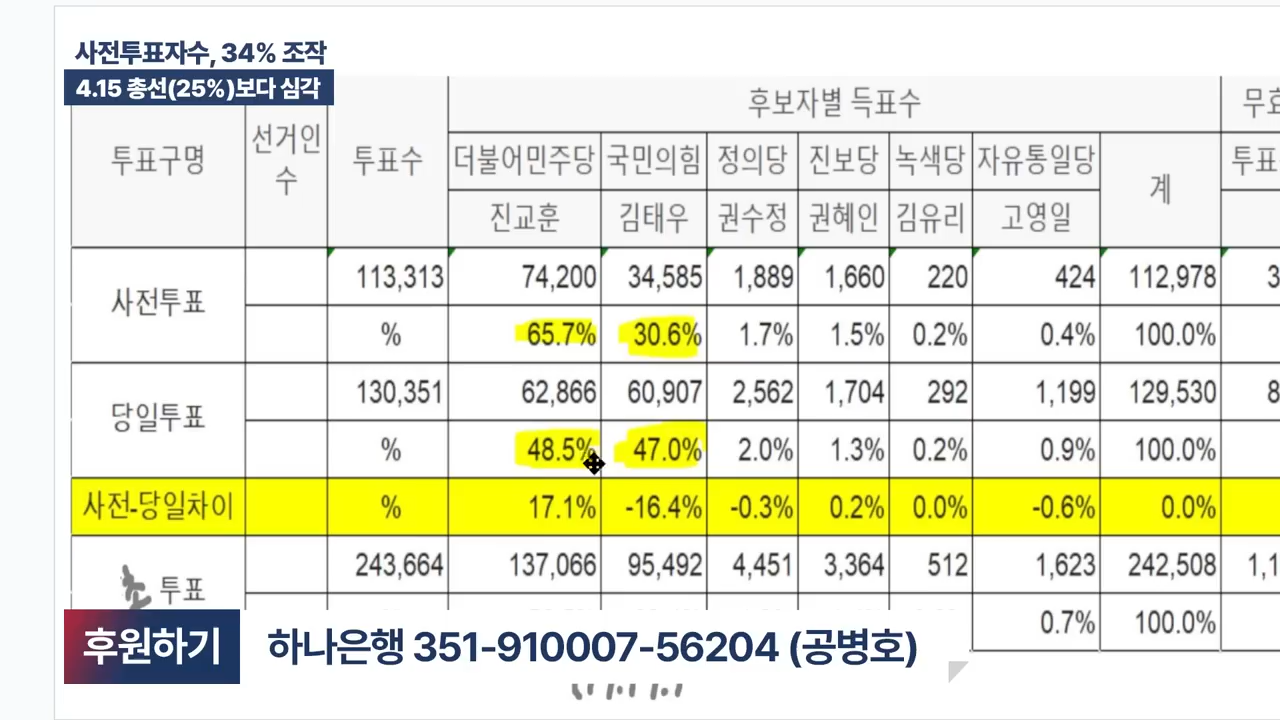 사전투표자수, 34% 조작
4.15 총선(25%)보다 심각
투표구명 선거인수 투표수 후보자별 득표수
더불어민주당 국민의힘 정의당 진보당 녹색당 자유통일당 계 투표
진교훈 김태우 권수정 권혜인 김유리 고영일
사전투표 113,313 74,200 34,585 1,889 1,660 220 424 112,978
% 65.7% 30.6% 1.7% 1.5% 0.2% 0.4% 100.0%
당일투표 130,351 62,866 60,907 2,562 1,704 292 1,199 129,530
% 48.5% 47.0% 2.0% 1.3% 0.2% 0.9% 100.0%
사전-당일차이 % 17.1% -16.4% -0.3% 0.2% 0.0% -0.6% 0.0%
총 투표 243,664 137,066 95,492 4,451 3,364 512 1,623 242,508
0.7% 100.0%
후원하기 하나은행 351-910007-56204 (공병호)